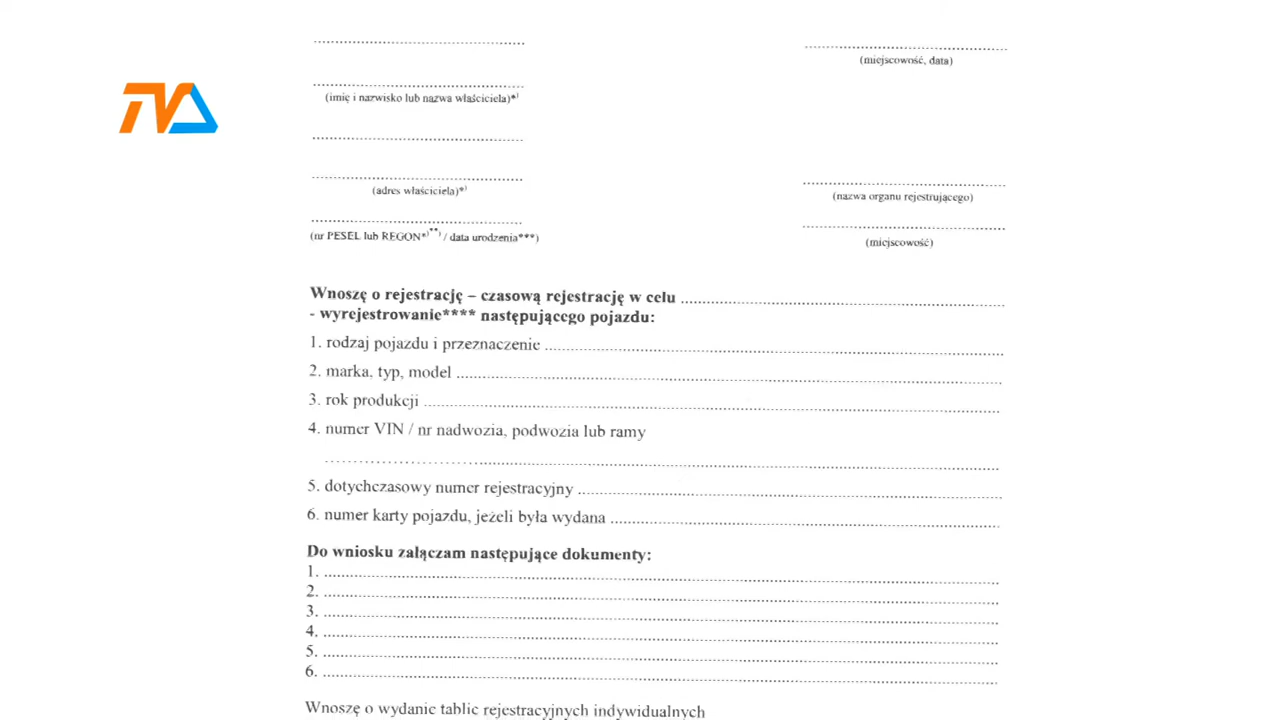 TVA
(miejscowość, data)
(imię i nazwisko lub nazwa właściciela)*⁾
(adres właściciela)*⁾
(nazwa organu rejestrującego)
(nr PESEL lub REGON*⁾**⁾ / data urodzenia***)
(miejscowość)
Wnoszę o rejestrację – czasową rejestrację w celu
- wyrejestrowanie**** następującego pojazdu:
1. rodzaj pojazdu i przeznaczenie
2. marka, typ, model
3. rok produkcji
4. numer VIN / nr nadwozia, podwozia lub ramy
5. dotychczasowy numer rejestracyjny
6. numer karty pojazdu, jeżeli była wydana
Do wniosku załączam następujące dokumenty:
1.
2.
3.
4.
5.
6.
Wnoszę o wydanie tablic rejestracyjnych indywidualnych